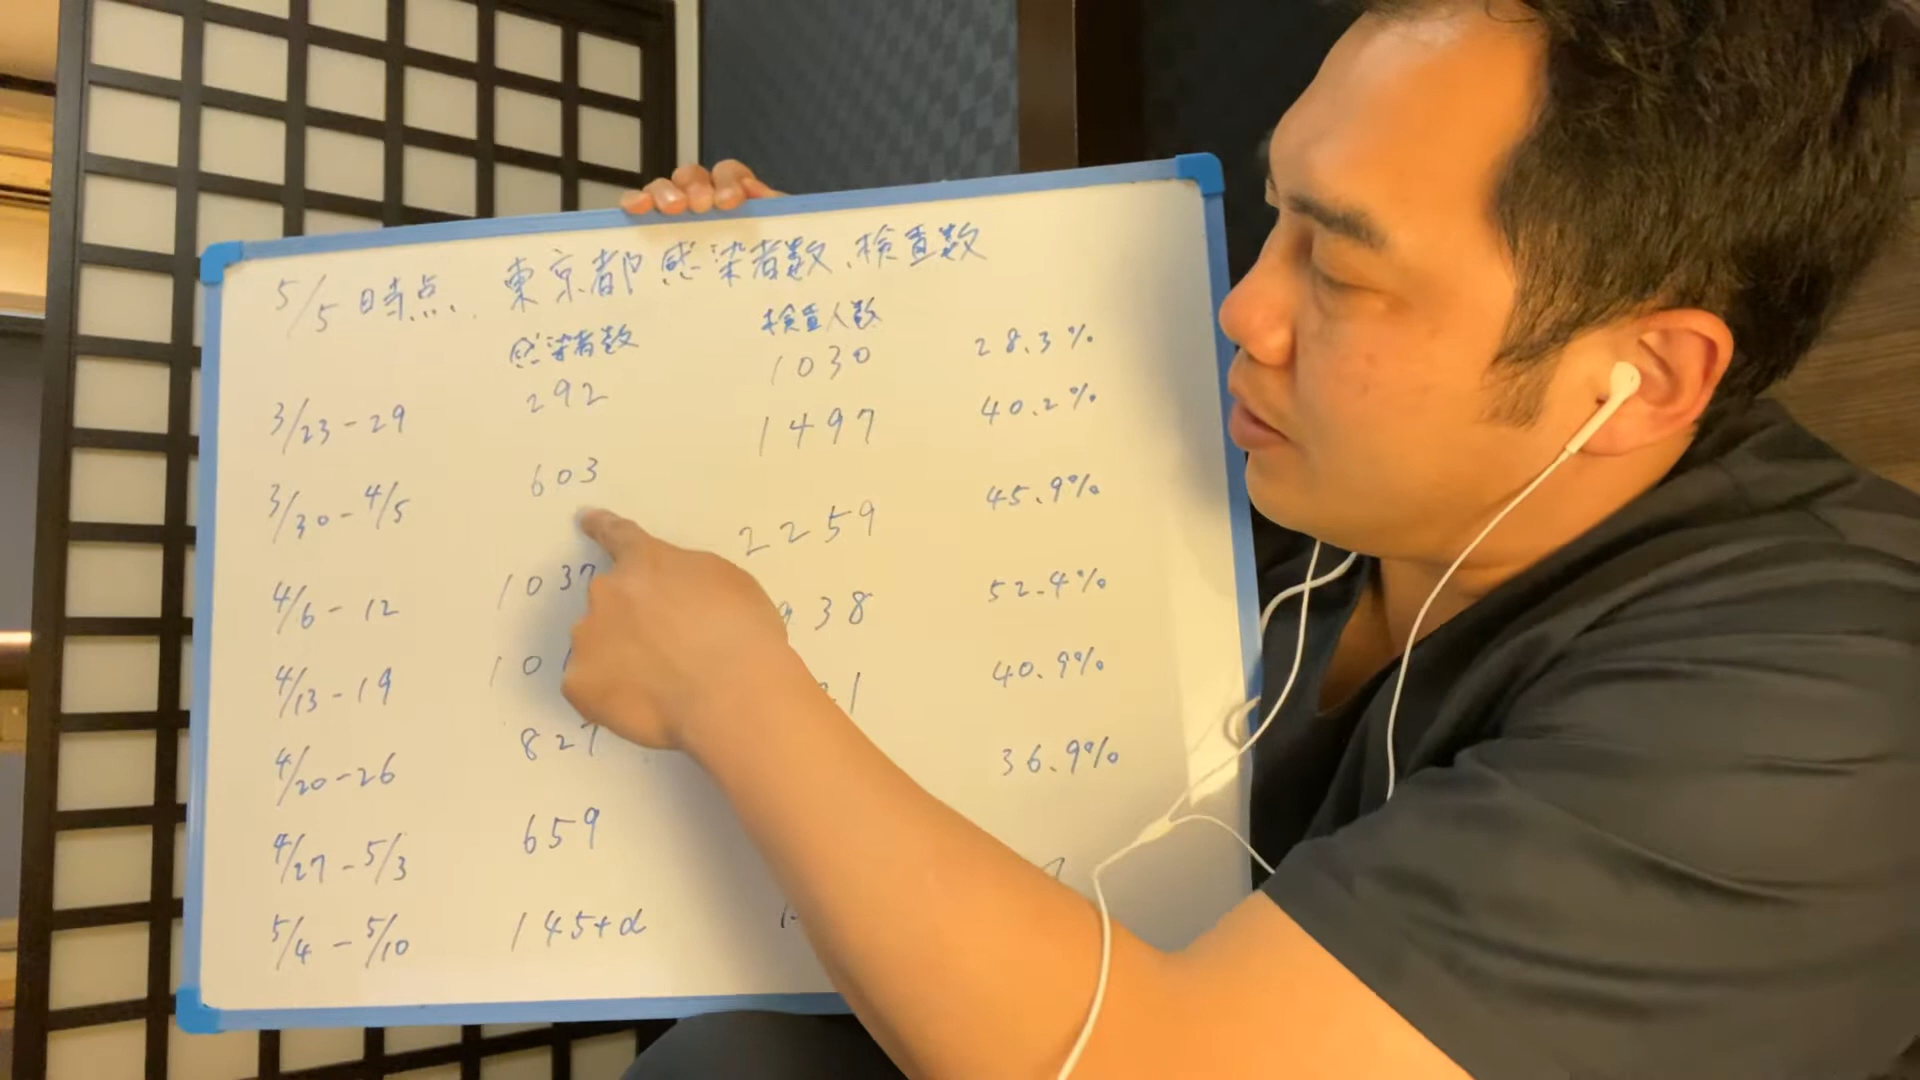 5/5 時点、東京都感染者数、検査数
感染者数 検査人数
3/23-29 292 1030 28.3%
3/30-4/5 603 1497 40.2%
4/6-12 1037 2259 45.9%
4/13-19 938 52.4%
4/20-26 827 40.9%
4/27-5/3 659 36.9%
5/4-5/10 145+α